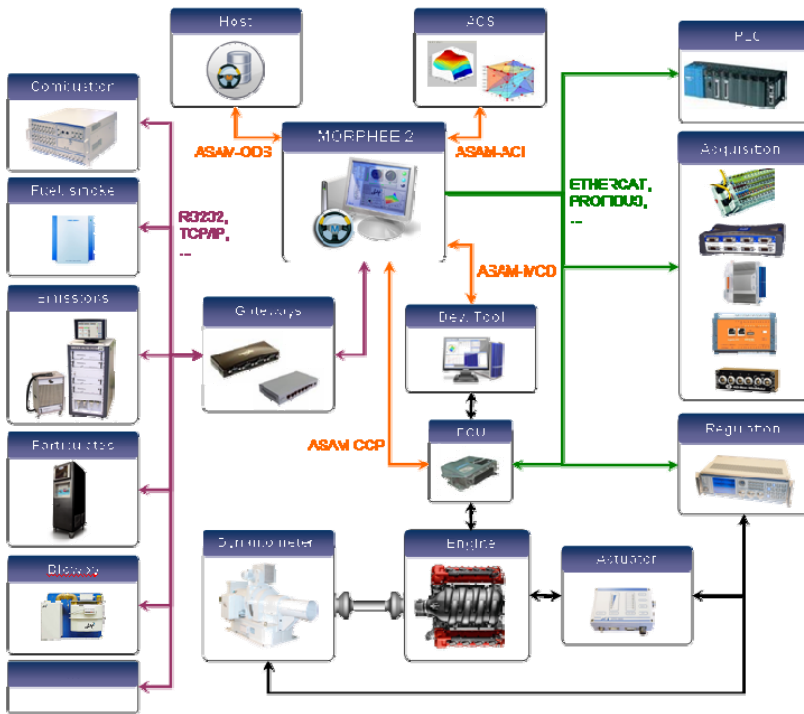 Host
ACS
PLC
Combustion
MORPHEE 2
ASAM-ODS
ASAM-ACI
Acquisition
Fuel, smoke
RS232,
TCP/IP,
...
ETHERCAT,
PROFIBUS,
...
ASAM-MCD
Emissions
Gateways
Dev. Tool
ASAM CCP
ECU
Particulates
Regulation
Dynamometer
Engine
Actuator
Blowby